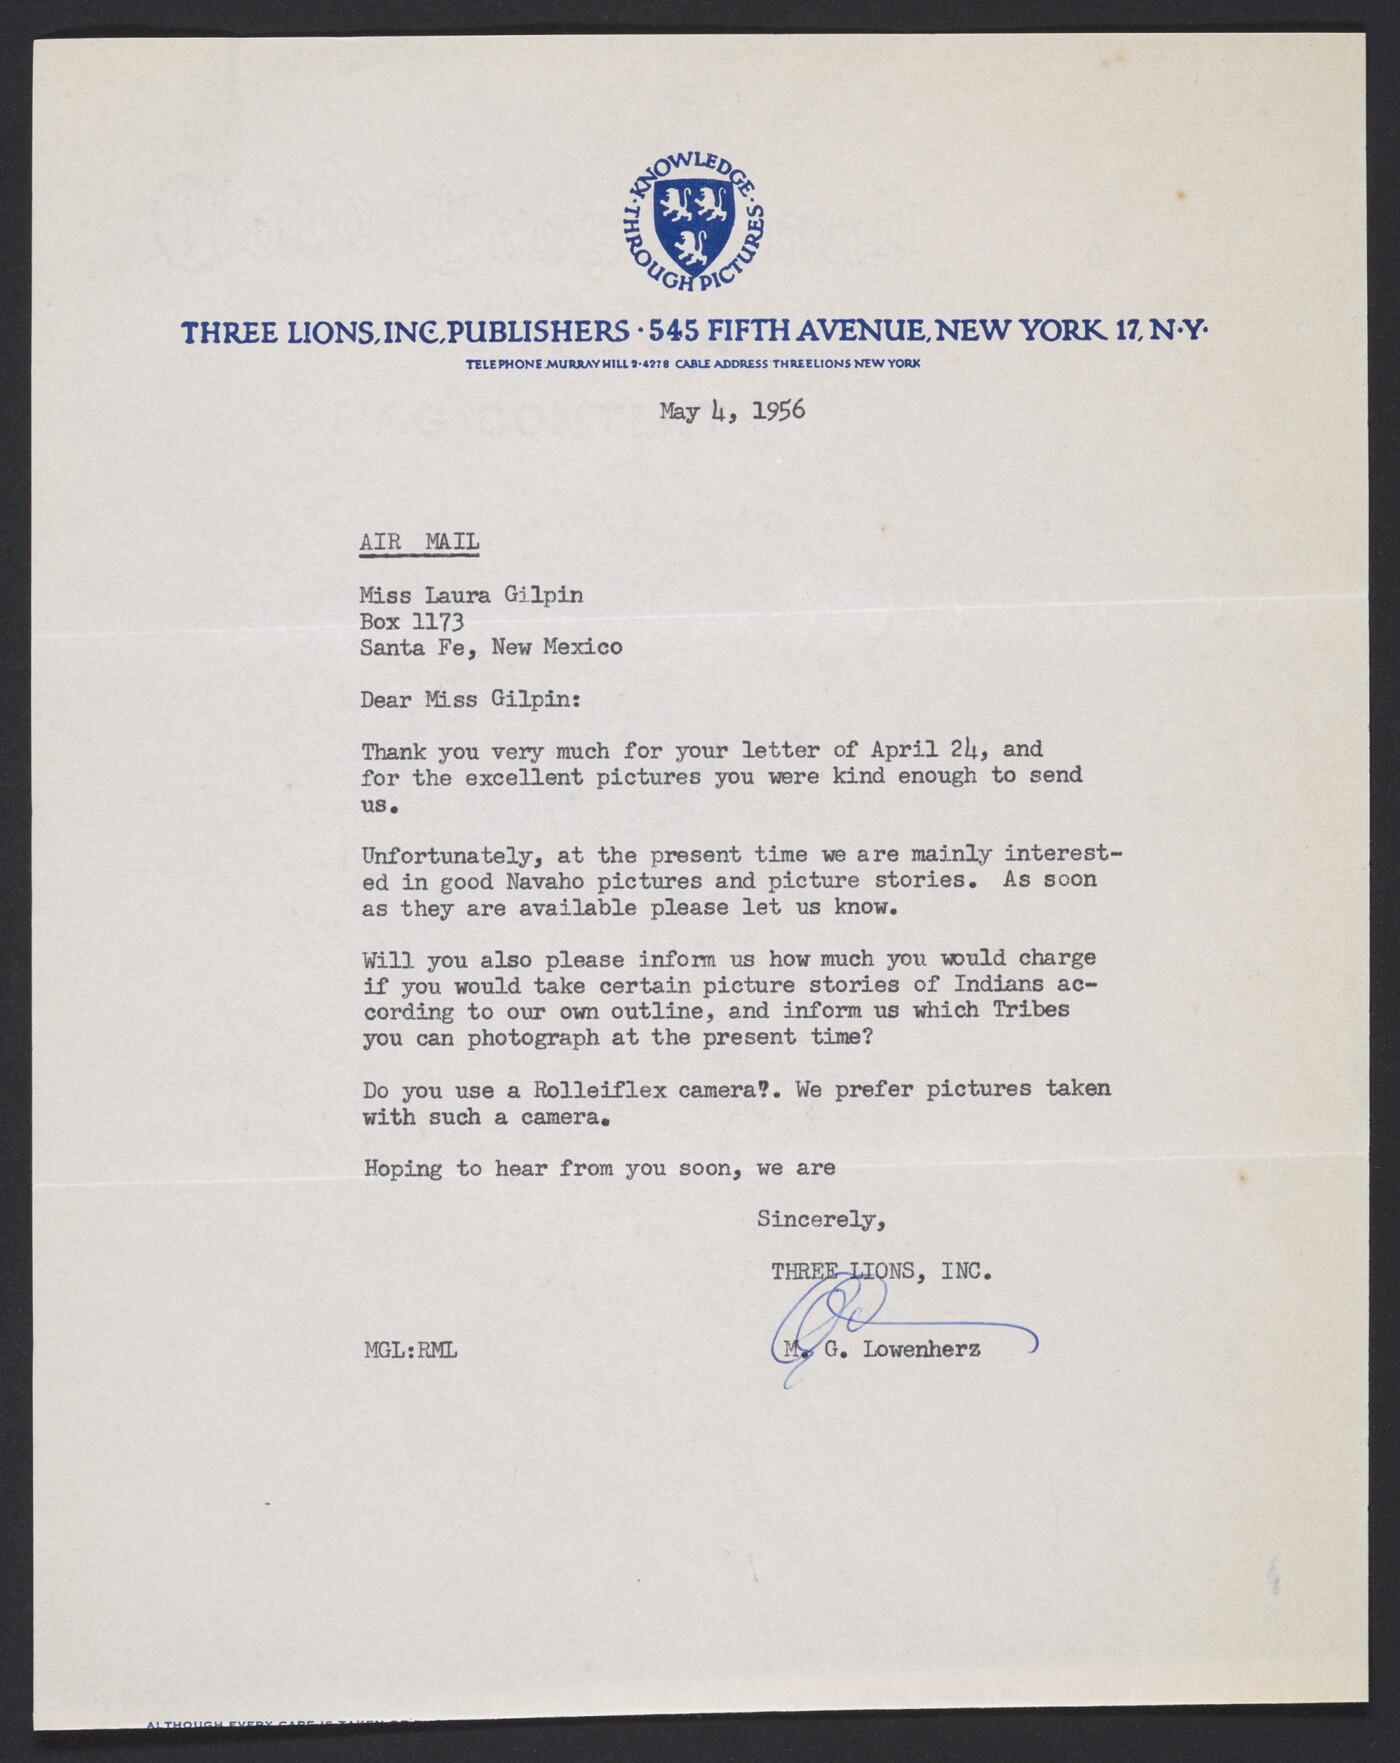 · KNOWLEDGE · THROUGH PICTURES
THREE LIONS, INC, PUBLISHERS · 545 FIFTH AVENUE, NEW YORK 17, N·Y·
TELEPHONE: MURRAY HILL 2·4278 CABLE ADDRESS THREELIONS NEW YORK
May 4, 1956
AIR MAIL
Miss Laura Gilpin
Box 1173
Santa Fe, New Mexico
Dear Miss Gilpin:
Thank you very much for your letter of April 24, and
for the excellent pictures you were kind enough to send
us.
Unfortunately, at the present time we are mainly interest-
ed in good Navaho pictures and picture stories. As soon
as they are available please let us know.
Will you also please inform us how much you would charge
if you would take certain picture stories of Indians ac-
cording to our own outline, and inform us which Tribes
you can photograph at the present time?
Do you use a Rolleiflex camera?. We prefer pictures taken
with such a camera.
Hoping to hear from you soon, we are
Sincerely,
THREE LIONS, INC.
MGL:RML M. G. Lowenherz
ALTHOUGH EVERY CARE IS TAKEN